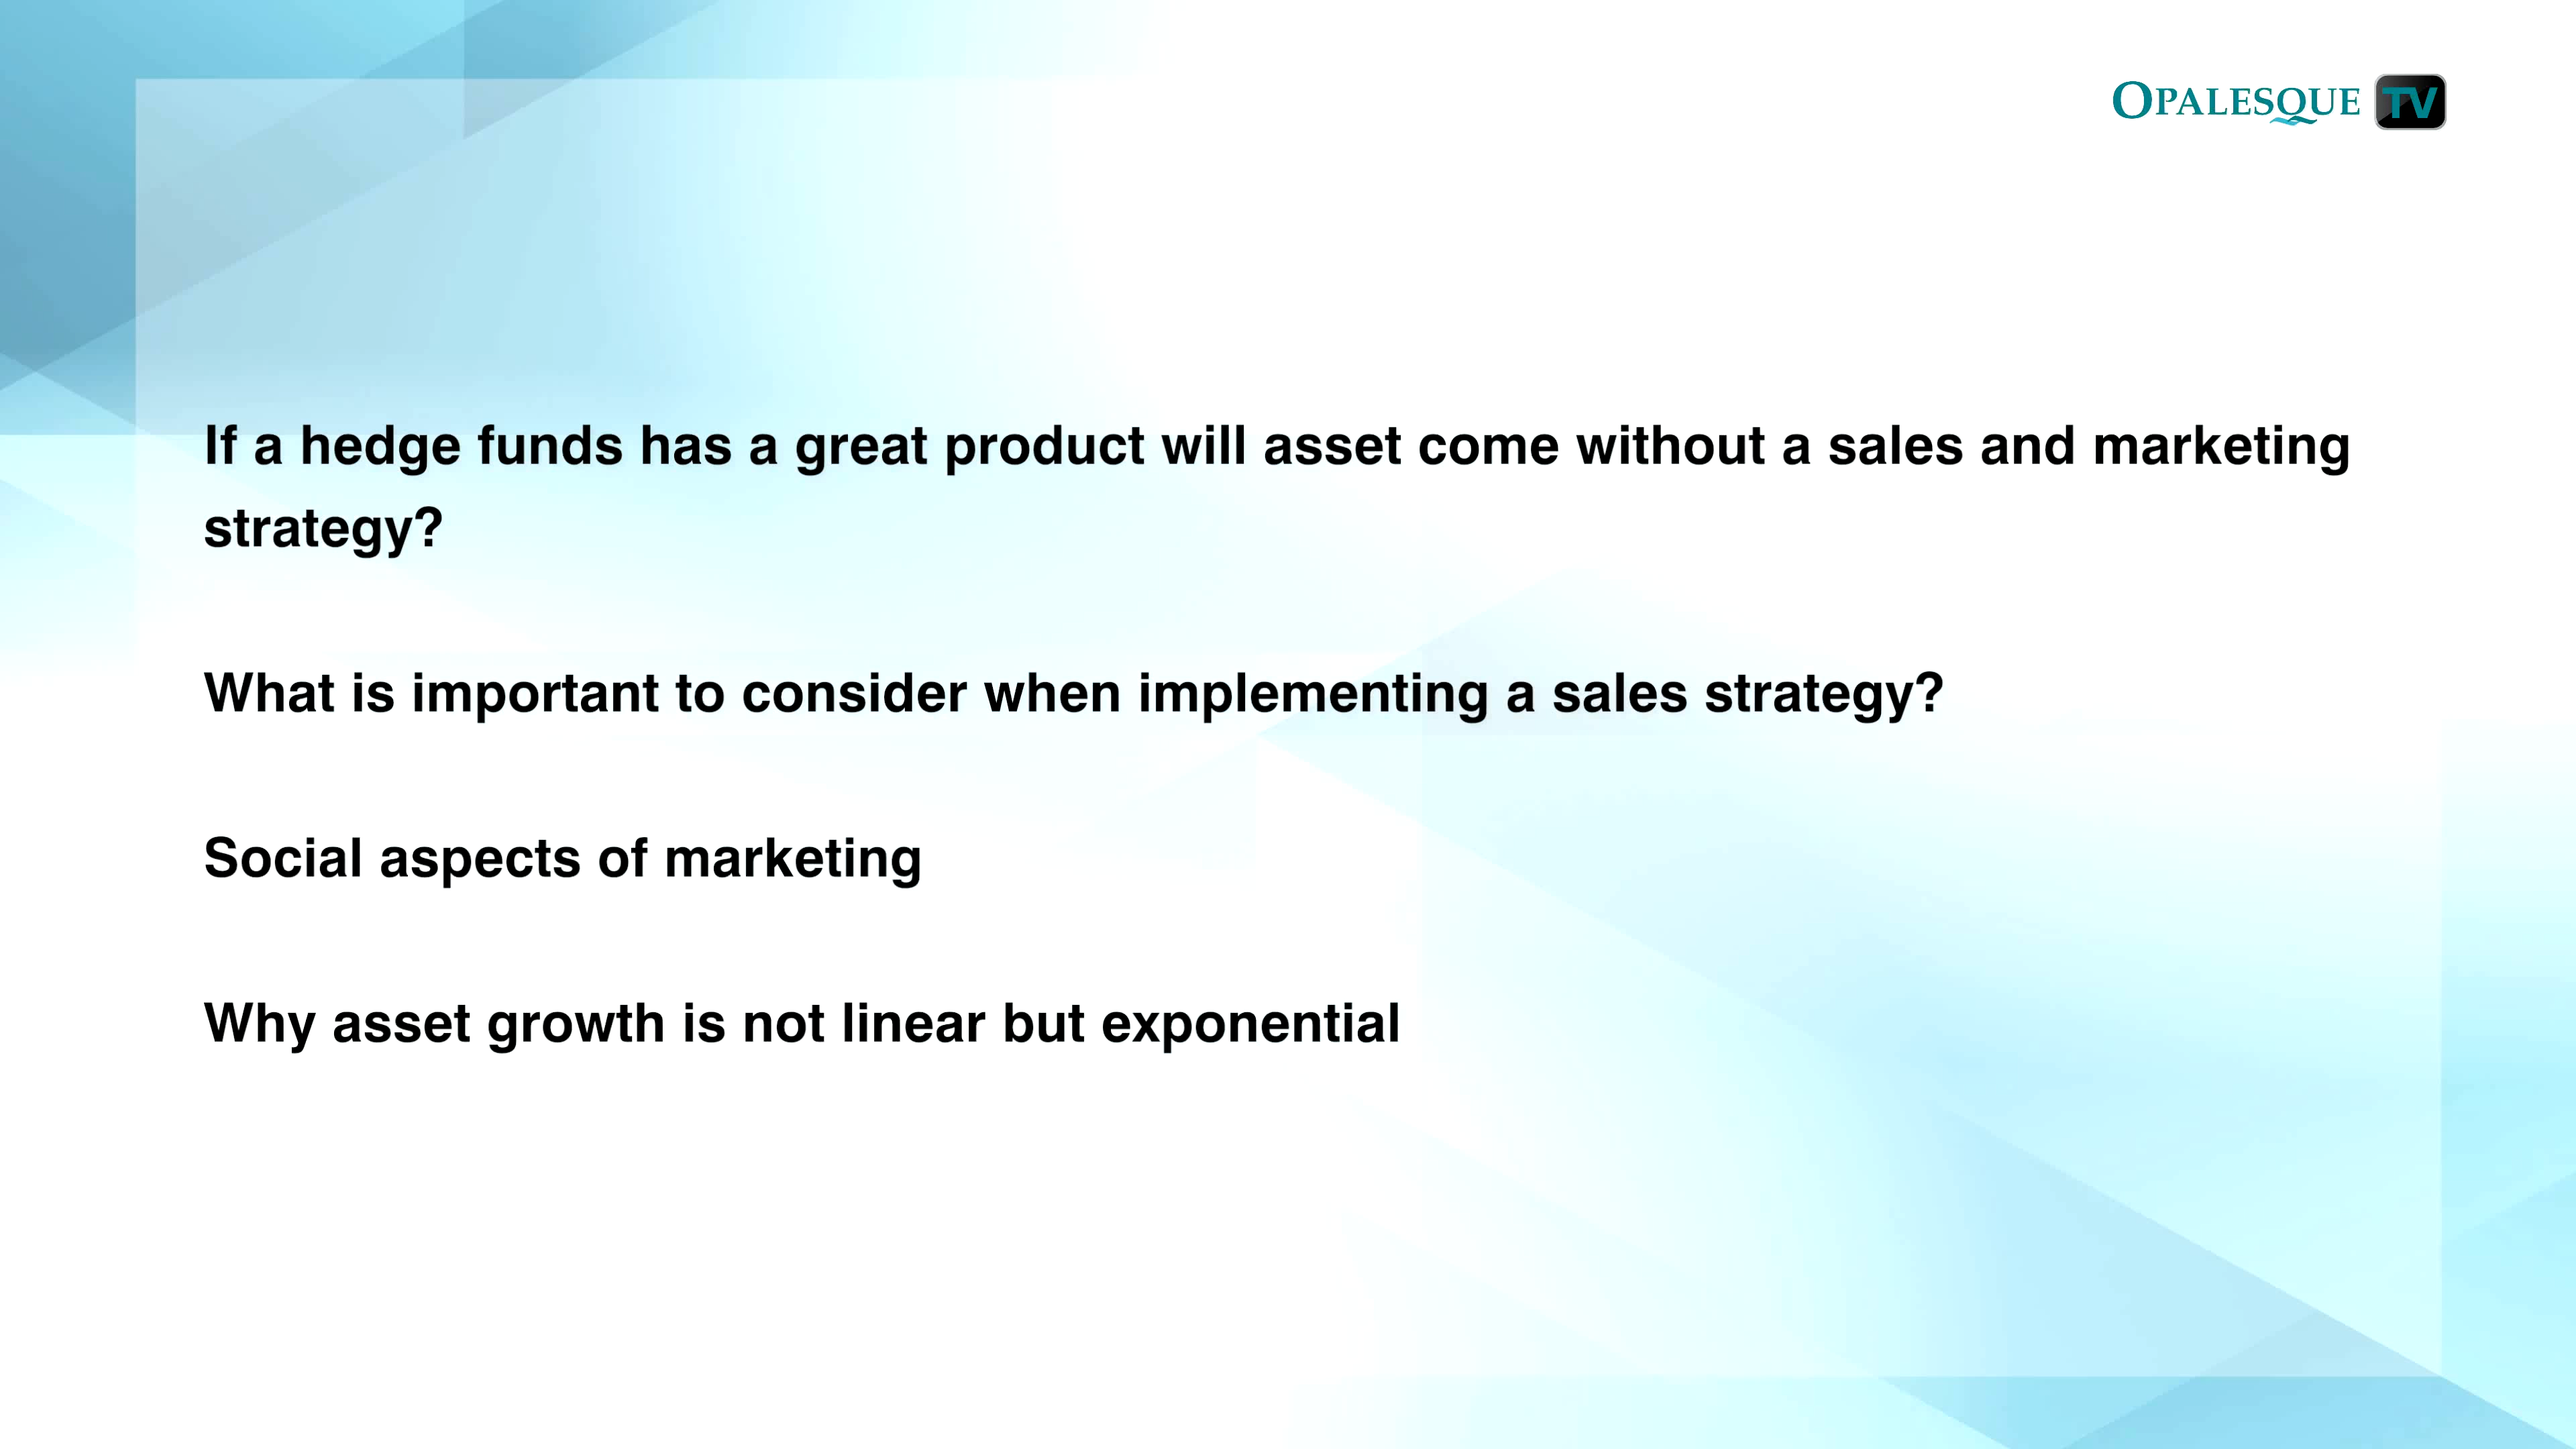 OPALESQUE TV
If a hedge funds has a great product will asset come without a sales and marketing
strategy?
What is important to consider when implementing a sales strategy?
Social aspects of marketing
Why asset growth is not linear but exponential